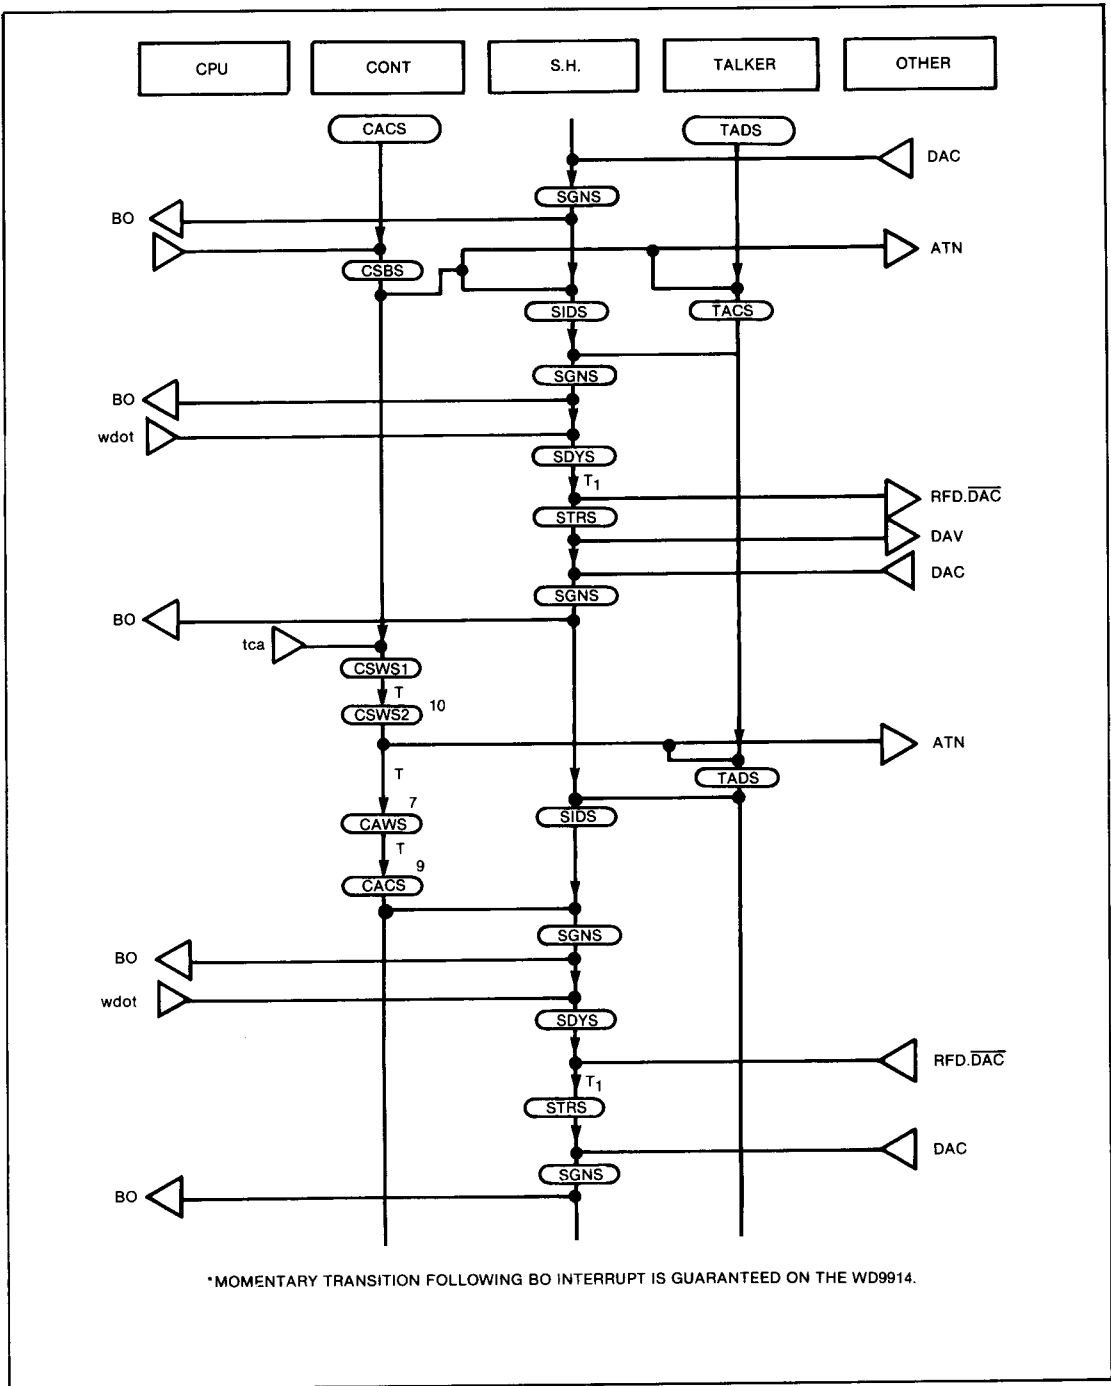 CPU CONT S.H. TALKER OTHER
CACS TADS
DAC
SGNS
BO
ATN
CSBS
SIDS TACS
SGNS
BO
wdot
SDYS
T1
RFD.D̅A̅C̅
STRS
DAV
DAC
SGNS
BO
tca
CSWS1
T
CSWS2 10
ATN
T TADS
7
CAWS SIDS
T
9
CACS
SGNS
BO
wdot
SDYS
RFD.D̅A̅C̅
T1
STRS
DAC
SGNS
BO
*MOMENTARY TRANSITION FOLLOWING BO INTERRUPT IS GUARANTEED ON THE WD9914.